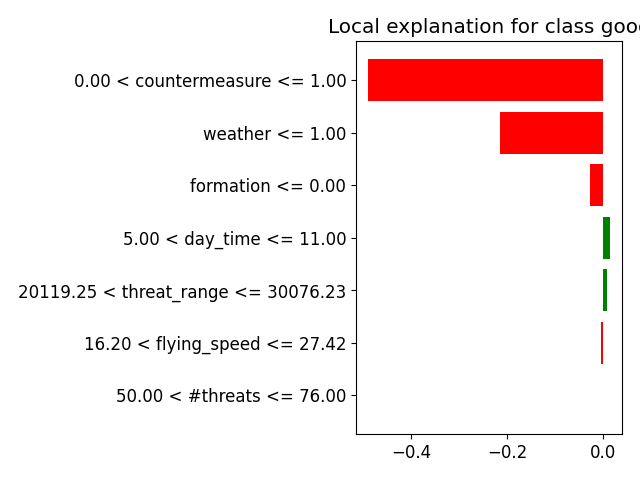 Local explanation for class good
0.00 < countermeasure <= 1.00
weather <= 1.00
formation <= 0.00
5.00 < day_time <= 11.00
20119.25 < threat_range <= 30076.23
16.20 < flying_speed <= 27.42
50.00 < #threats <= 76.00
−0.4 −0.2 0.0